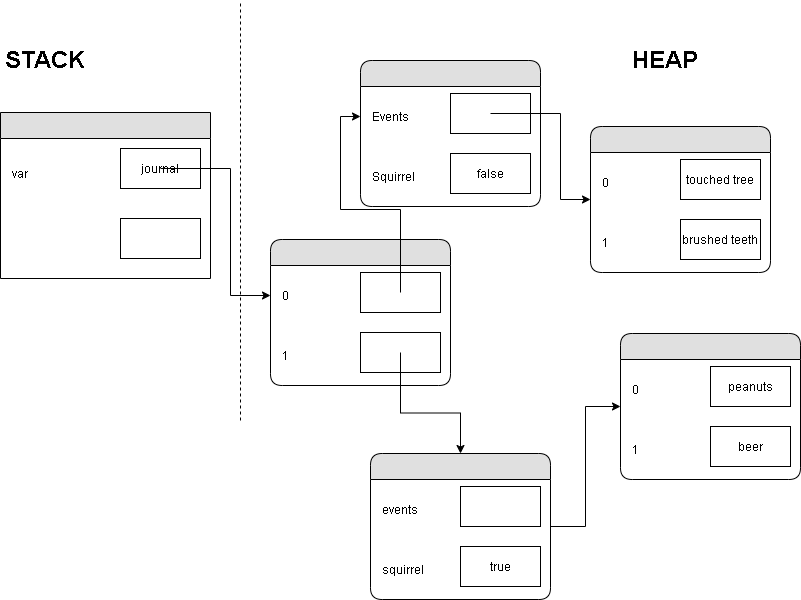 STACK
HEAP
var
journal
Events
Squirrel
false
0
touched tree
1
brushed teeth
0
1
events
squirrel
true
0
peanuts
1
beer